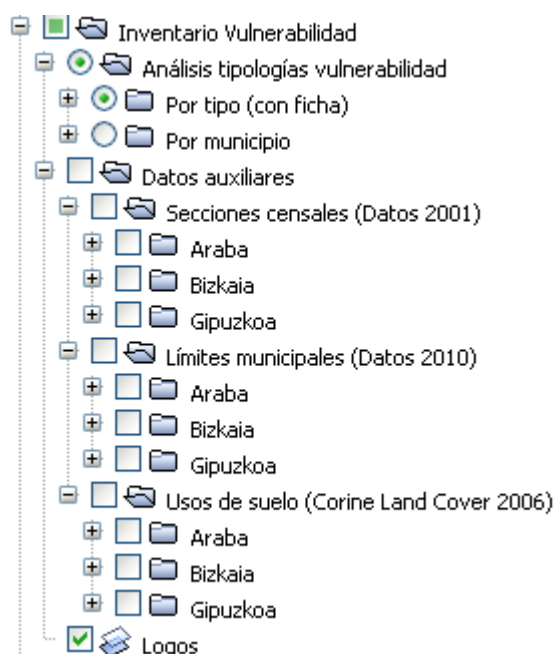 Inventario Vulnerabilidad
Análisis tipologías vulnerabilidad
Por tipo (con ficha)
Por municipio
Datos auxiliares
Secciones censales (Datos 2001)
Araba
Bizkaia
Gipuzkoa
Límites municipales (Datos 2010)
Araba
Bizkaia
Gipuzkoa
Usos de suelo (Corine Land Cover 2006)
Araba
Bizkaia
Gipuzkoa
Logos